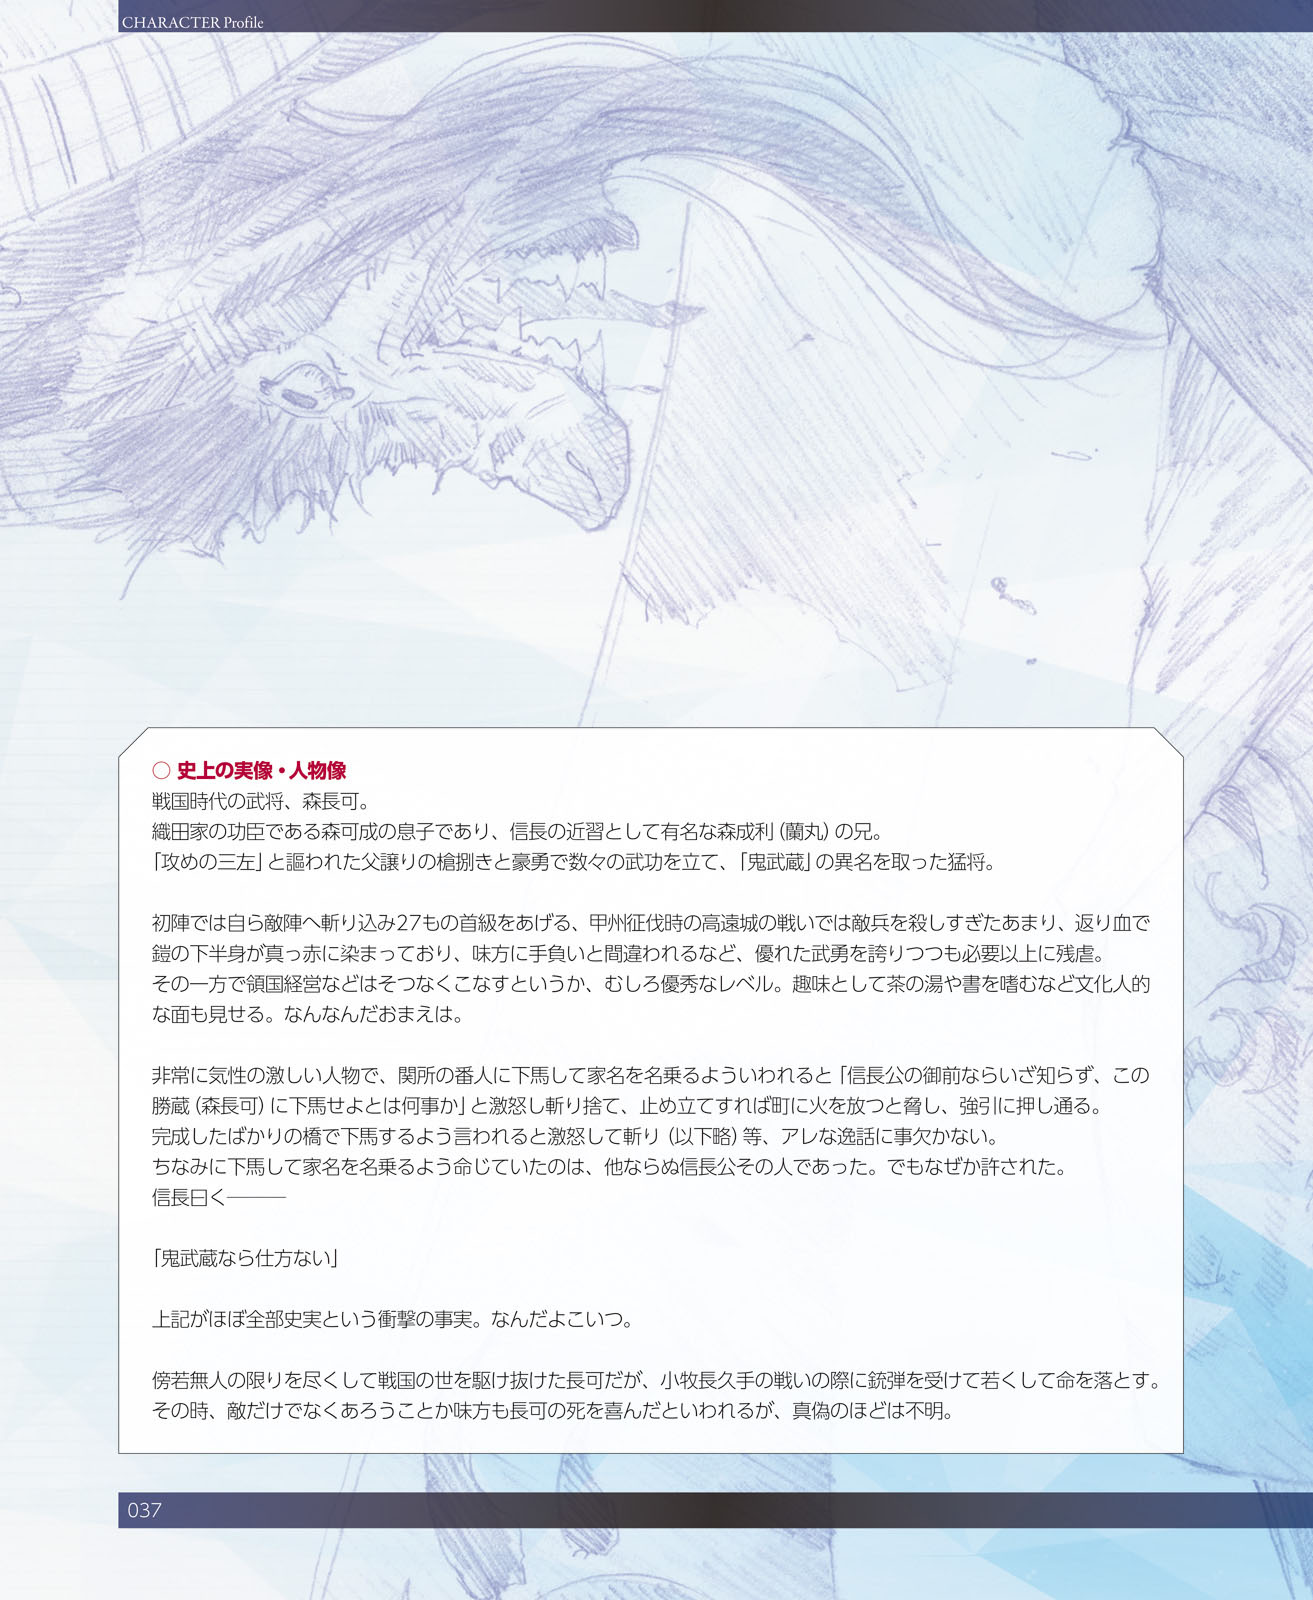 CHARACTER Profile
○ 史上の実像・人物像
戦国時代の武将、森長可。
織田家の功臣である森可成の息子であり、信長の近習として有名な森成利（蘭丸）の兄。
「攻めの三左」と謳われた父譲りの槍捌きと豪勇で数々の武功を立て、「鬼武蔵」の異名を取った猛将。
初陣では自ら敵陣へ斬り込み27もの首級をあげる、甲州征伐時の高遠城の戦いでは敵兵を殺しすぎたあまり、返り血で
鎧の下半身が真っ赤に染まっており、味方に手負いと間違われるなど、優れた武勇を誇りつつも必要以上に残虐。
その一方で領国経営などはそつなくこなすというか、むしろ優秀なレベル。趣味として茶の湯や書を嗜むなど文化人的
な面も見せる。なんなんだおまえは。
非常に気性の激しい人物で、関所の番人に下馬して家名を名乗るよういわれると「信長公の御前ならいざ知らず、この
勝蔵（森長可）に下馬せよとは何事か」と激怒し斬り捨て、止め立てすれば町に火を放つと脅し、強引に押し通る。
完成したばかりの橋で下馬するよう言われると激怒して斬り（以下略）等、アレな逸話に事欠かない。
ちなみに下馬して家名を名乗るよう命じていたのは、他ならぬ信長公その人であった。でもなぜか許された。
信長曰く―――
「鬼武蔵なら仕方ない」
上記がほぼ全部史実という衝撃の事実。なんだよこいつ。
傍若無人の限りを尽くして戦国の世を駆け抜けた長可だが、小牧長久手の戦いの際に銃弾を受けて若くして命を落とす。
その時、敵だけでなくあろうことか味方も長可の死を喜んだといわれるが、真偽のほどは不明。
037